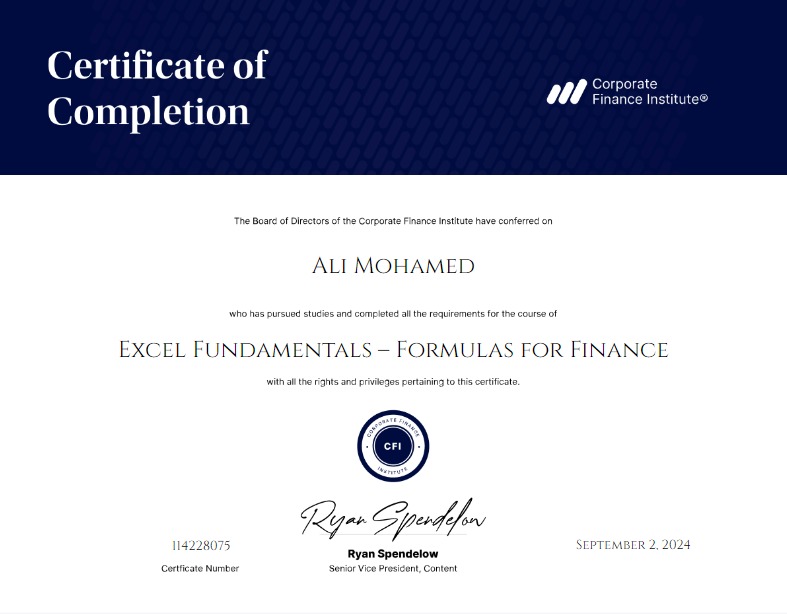 Certificate of
Completion
Corporate
Finance Institute®
The Board of Directors of the Corporate Finance Institute have conferred on
Ali Mohamed
who has pursued studies and completed all the requirements for the course of
Excel Fundamentals – Formulas for Finance
with all the rights and privileges pertaining to this certificate.
CORPORATE FINANCE
CFI
INSTITUTE
Ryan Spendelow
114228075
September 2, 2024
Ryan Spendelow
Certficate Number
Senior Vice President, Content